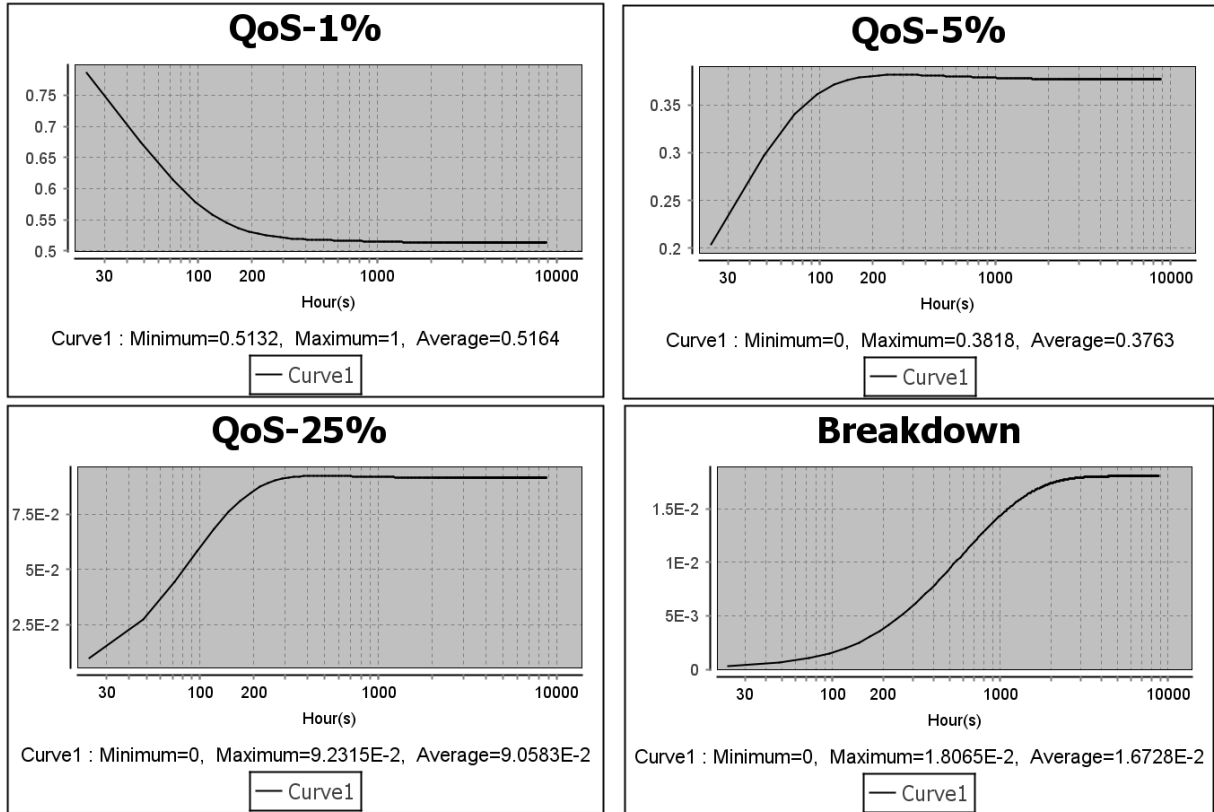 QoS-1%
0.75
0.7
0.65
0.6
0.55
0.5
30 100 200 1000 10000
Hour(s)
Curve1 : Minimum=0.5132, Maximum=1, Average=0.5164
Curve1
QoS-5%
0.35
0.3
0.25
0.2
30 100 200 1000 10000
Hour(s)
Curve1 : Minimum=0, Maximum=0.3818, Average=0.3763
Curve1
QoS-25%
7.5E-2
5E-2
2.5E-2
30 100 200 1000 10000
Hour(s)
Curve1 : Minimum=0, Maximum=9.2315E-2, Average=9.0583E-2
Curve1
Breakdown
1.5E-2
1E-2
5E-3
0
30 100 200 1000 10000
Hour(s)
Curve1 : Minimum=0, Maximum=1.8065E-2, Average=1.6728E-2
Curve1